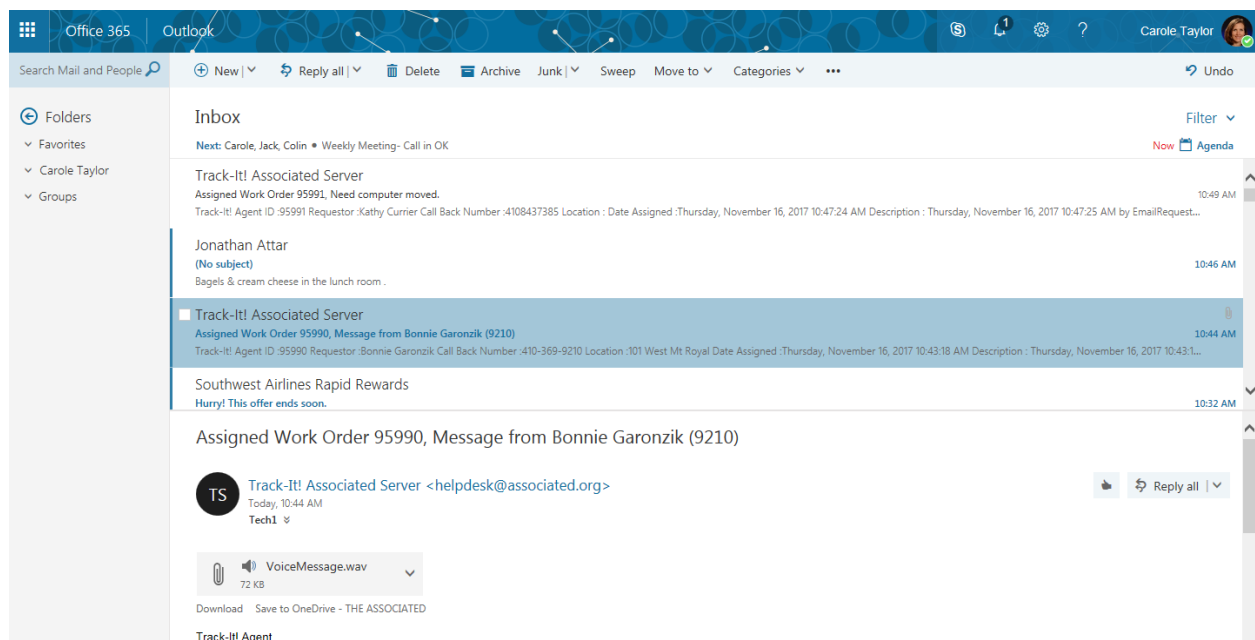 Office 365 Outlook 1 ? Carole Taylor
Search Mail and People New Reply all Delete Archive Junk Sweep Move to Categories ••• Undo
Folders
Favorites
Carole Taylor
Groups
Inbox Filter
Next: Carole, Jack, Colin • Weekly Meeting- Call in OK Now Agenda
Track-It! Associated Server
Assigned Work Order 95991, Need computer moved. 10:49 AM
Track-It! Agent ID :95991 Requestor :Kathy Currier Call Back Number :4108437385 Location : Date Assigned :Thursday, November 16, 2017 10:47:24 AM Description : Thursday, November 16, 2017 10:47:25 AM by EmailRequest...
Jonathan Attar
(No subject) 10:46 AM
Bagels & cream cheese in the lunch room .
Track-It! Associated Server
Assigned Work Order 95990, Message from Bonnie Garonzik (9210) 10:44 AM
Track-It! Agent ID :95990 Requestor :Bonnie Garonzik Call Back Number :410-369-9210 Location :101 West Mt Royal Date Assigned :Thursday, November 16, 2017 10:43:18 AM Description : Thursday, November 16, 2017 10:43:1...
Southwest Airlines Rapid Rewards
Hurry! This offer ends soon. 10:32 AM
Assigned Work Order 95990, Message from Bonnie Garonzik (9210)
TS
Track-It! Associated Server <helpdesk@associated.org>
Reply all
Today, 10:44 AM
Tech1
VoiceMessage.wav
72 KB
Download Save to OneDrive - THE ASSOCIATED
Track-It! Agent